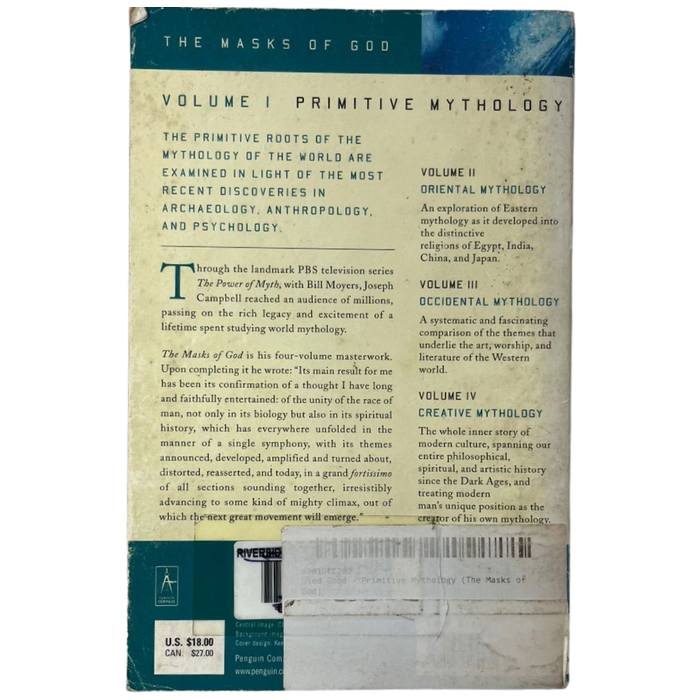 THE MASKS OF GOD
VOLUME I PRIMITIVE MYTHOLOGY
THE PRIMITIVE ROOTS OF THE
MYTHOLOGY OF THE WORLD ARE
EXAMINED IN LIGHT OF THE MOST
RECENT DISCOVERIES IN
ARCHAEOLOGY, ANTHROPOLOGY,
AND PSYCHOLOGY.
Through the landmark PBS television series
The Power of Myth, with Bill Moyers, Joseph
Campbell reached an audience of millions,
passing on the rich legacy and excitement of a
lifetime spent studying world mythology.
The Masks of God is his four-volume masterwork.
Upon completing it he wrote: "Its main result for me
has been its confirmation of a thought I have long
and faithfully entertained: of the unity of the race of
man, not only in its biology but also in its spiritual
history, which has everywhere unfolded in the
manner of a single symphony, with its themes
announced, developed, amplified and turned about,
distorted, reasserted, and today, in a grand fortissimo
of all sections sounding together, irresistibly
advancing to some kind of mighty climax, out of
which the next great movement will emerge."
VOLUME II
ORIENTAL MYTHOLOGY
An exploration of Eastern
mythology as it developed into
the distinctive
religions of Egypt, India,
China, and Japan.
VOLUME III
OCCIDENTAL MYTHOLOGY
A systematic and fascinating
comparison of the themes that
underlie the art, worship, and
literature of the Western
world.
VOLUME IV
CREATIVE MYTHOLOGY
The whole inner story of
modern culture, spanning our
entire philosophical,
spiritual, and artistic history
since the Dark Ages, and
treating modern
man's unique position as the
creator of his own mythology.
Good
Primitive Mythology (The Masks of
God)
PENGUIN
COMPASS
U.S. $18.00
CAN. $27.00
Central image:
Background
Cover design:
Penguin
www.penguin